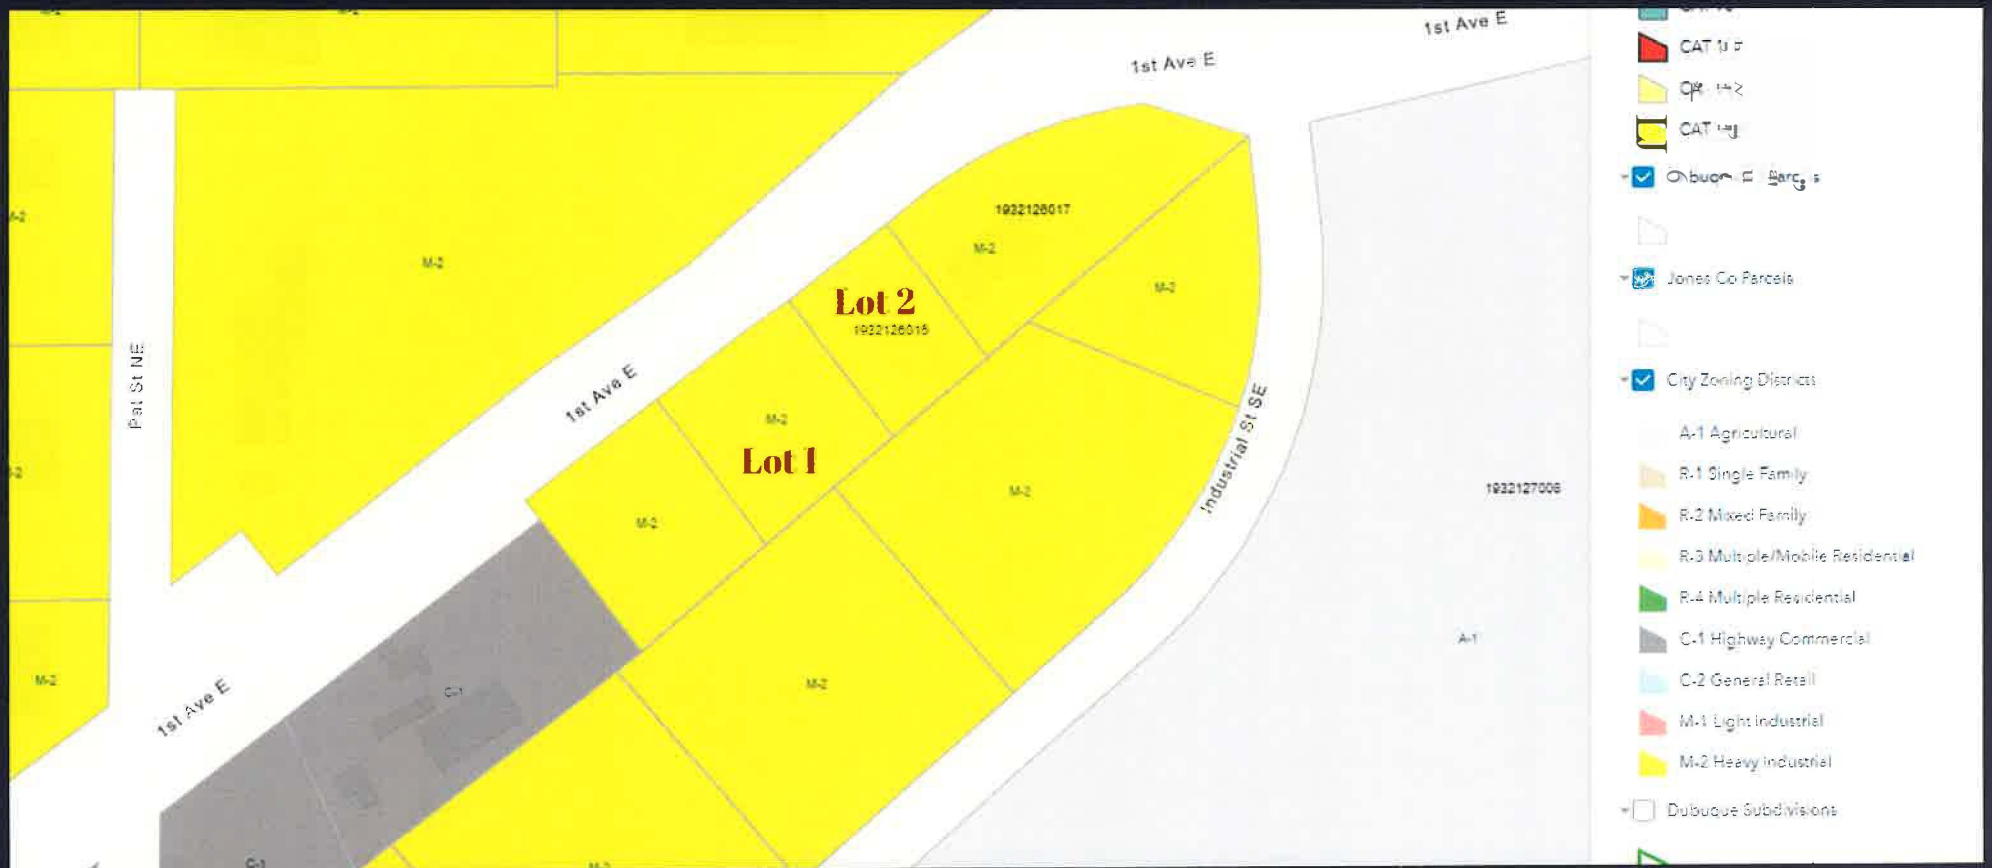 1st Ave E
1st Ave E
1932126017
M-2
M-2
M-2
M-2
Lot 2
Pal St NE
1st Ave E
M-2
Lot 1
Industrial St SE
M-2
M-2
1932127006
A-1
M-2
M-2
1st Ave E
C-1
C-1
M-2
CAT
CAT
Jones Co Parcels
City Zoning Districts
A-1 Agricultural
R-1 Single Family
R-2 Mixed Family
R-3 Multiple/Mobile Residential
R-4 Multiple Residential
C-1 Highway Commercial
C-2 General Retail
M-1 Light Industrial
M-2 Heavy Industrial
Dubuque Subdivisions